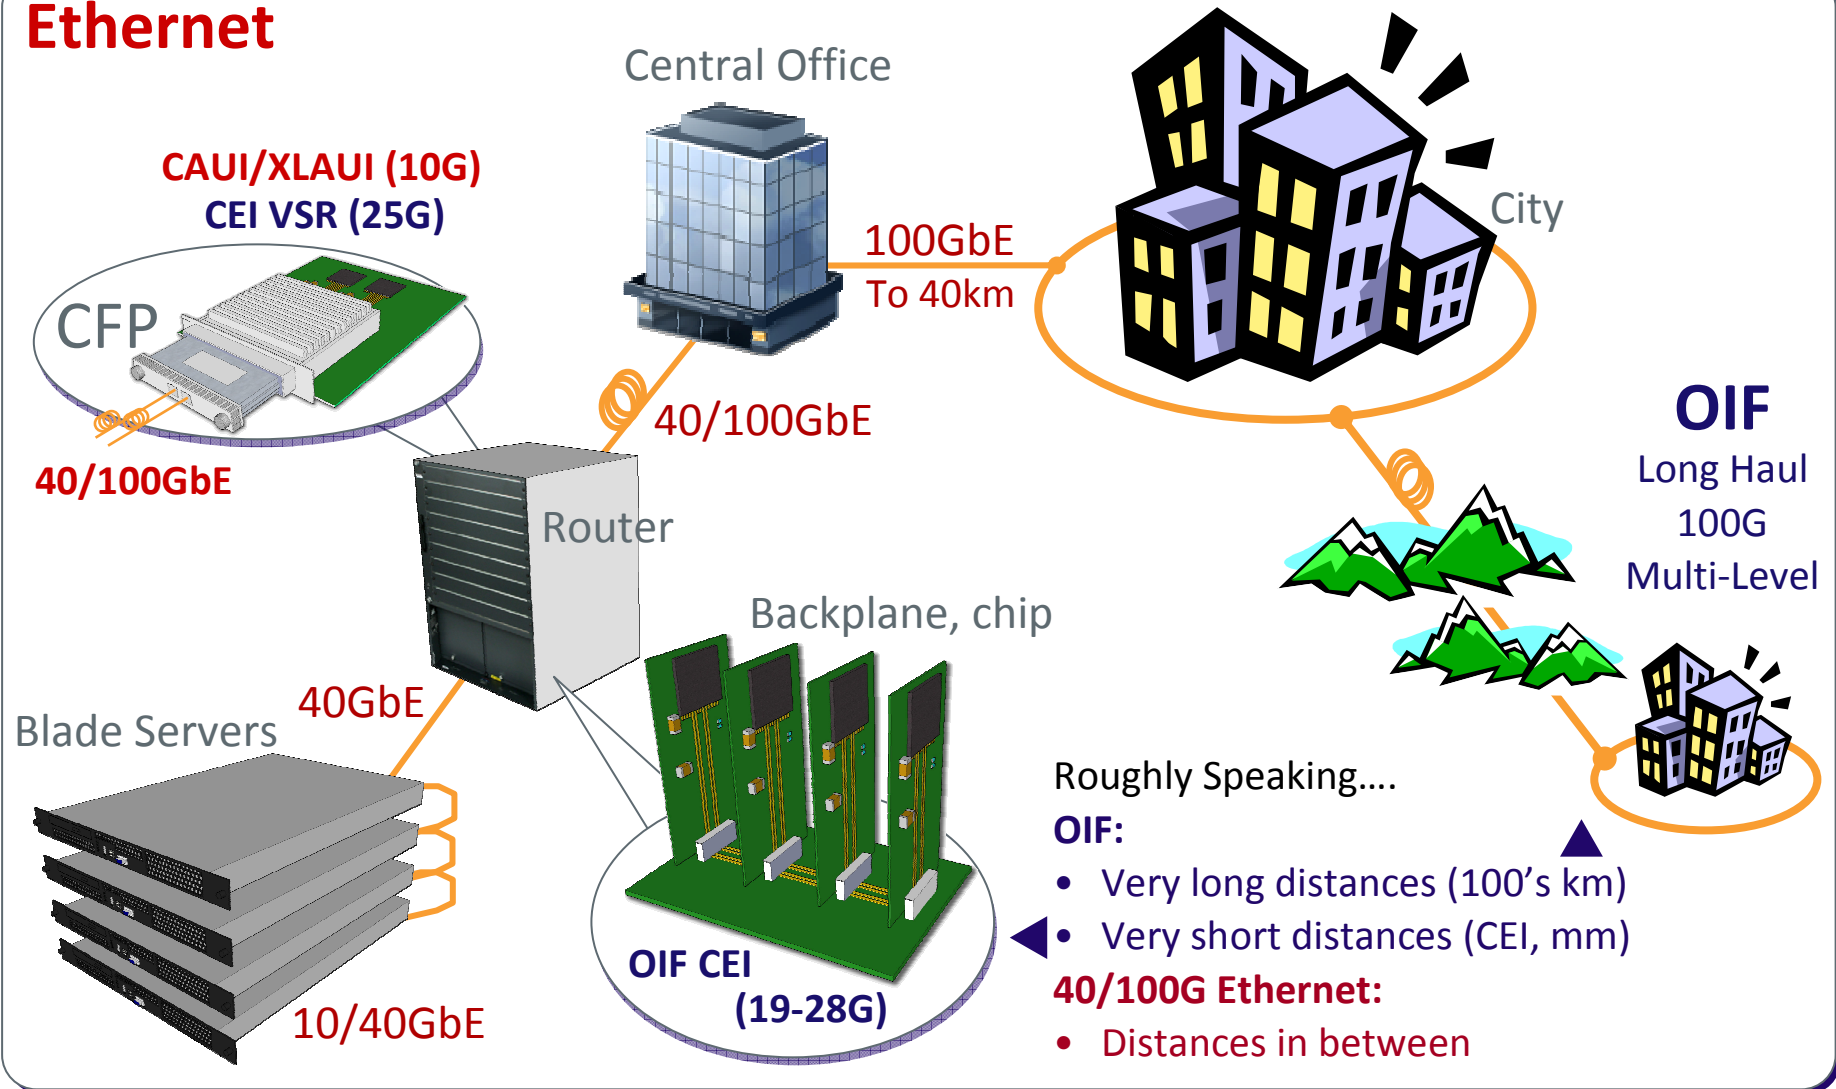 Ethernet
Central Office
CAUI/XLAUI (10G)
CEI VSR (25G)
City
100GbE
To 40km
CFP
40/100GbE
40/100GbE
OIF
Long Haul
100G
Multi-Level
Router
Backplane, chip
40GbE
Blade Servers
10/40GbE
OIF CEI
(19-28G)
Roughly Speaking....
OIF:
• Very long distances (100’s km)
• Very short distances (CEI, mm)
40/100G Ethernet:
• Distances in between